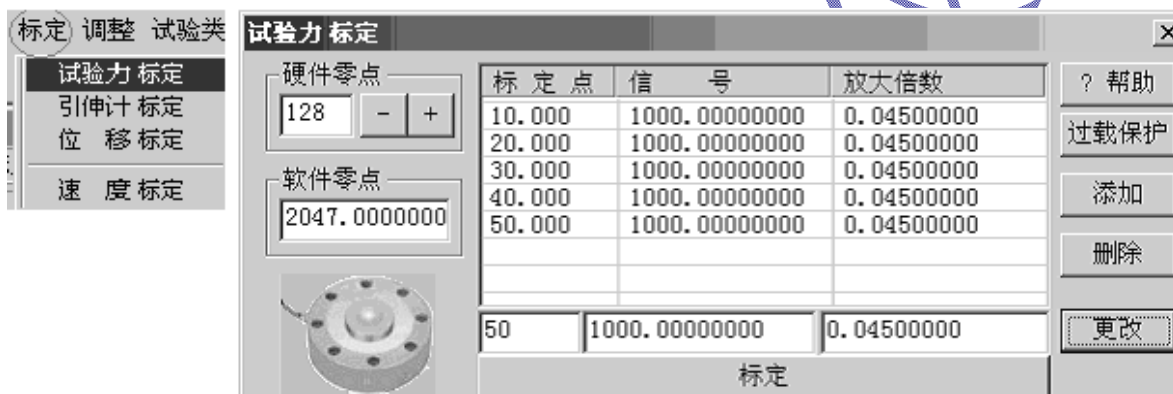 标定 调整 试验类
试验力 标定
引伸计 标定
位 移 标定
速 度 标定
试验力 标定
硬件零点
128 - +
软件零点
2047.0000000
标 定 点 信 号 放大倍数
10.000 1000.00000000 0.04500000
20.000 1000.00000000 0.04500000
30.000 1000.00000000 0.04500000
40.000 1000.00000000 0.04500000
50.000 1000.00000000 0.04500000
50 1000.00000000 0.04500000
标定
? 帮助
过载保护
添加
删除
更改